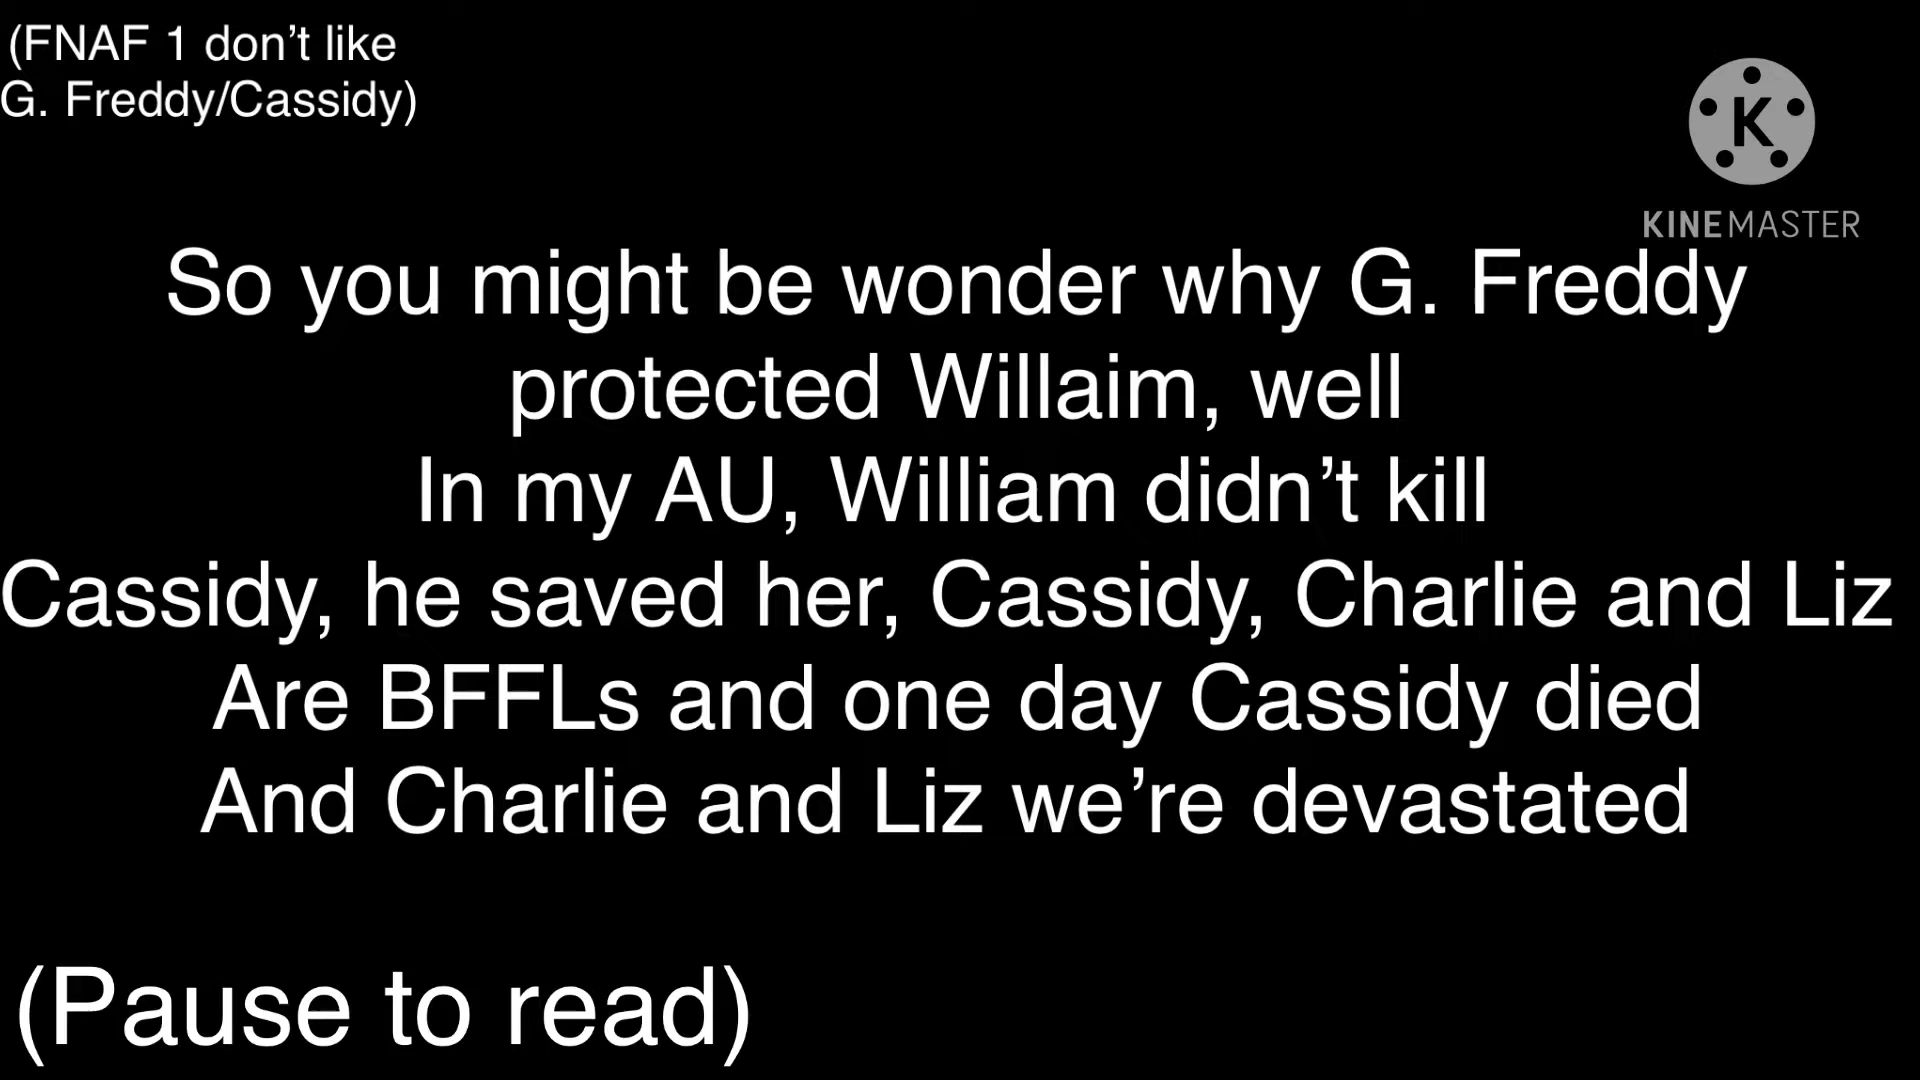 (FNAF 1 don’t like
G. Freddy/Cassidy)
K
KINEMASTER
So you might be wonder why G. Freddy
protected Willaim, well
In my AU, William didn’t kill
Cassidy, he saved her, Cassidy, Charlie and Liz
Are BFFLs and one day Cassidy died
And Charlie and Liz we’re devastated
(Pause to read)